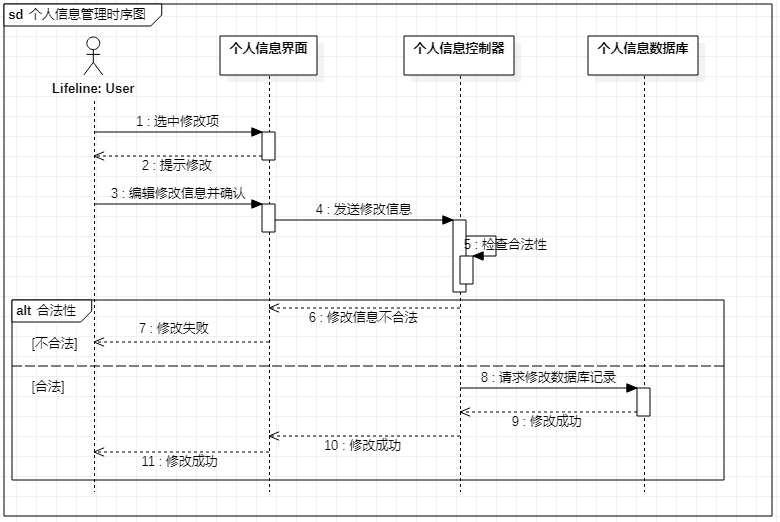 sd 个人信息管理时序图
个人信息界面
个人信息控制器
个人信息数据库
Lifeline: User
1 : 选中修改项
2 : 提示修改
3 : 编辑修改信息并确认
4 : 发送修改信息
5 : 检查合法性
alt 合法性
6 : 修改信息不合法
7 : 修改失败
[不合法]
8 : 请求修改数据库记录
[合法]
9 : 修改成功
10 : 修改成功
11 : 修改成功